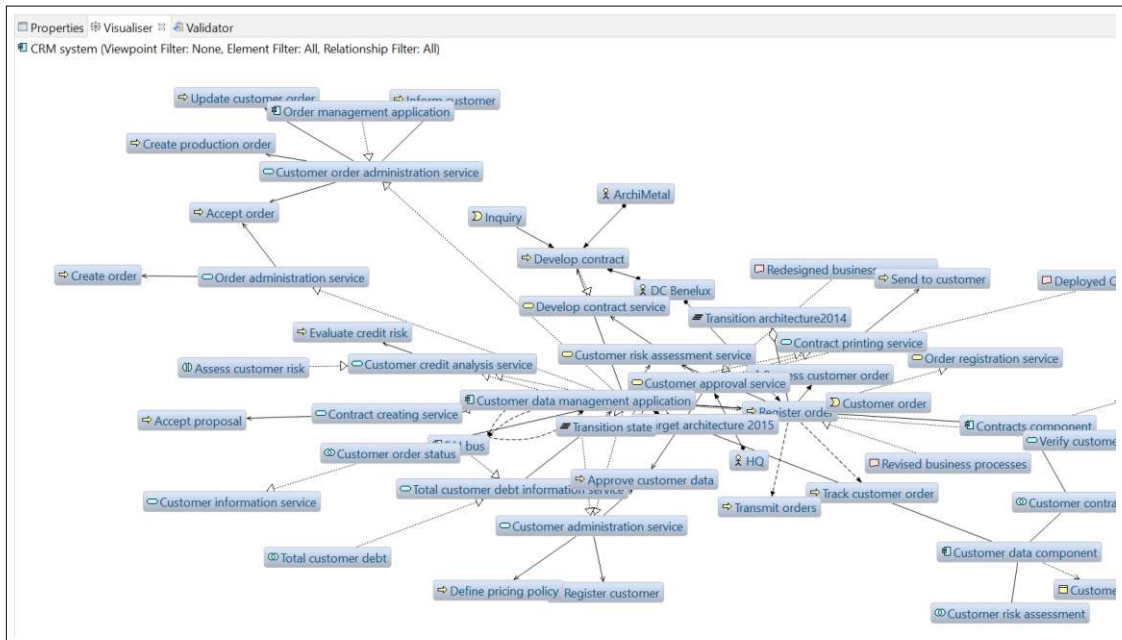 Properties Visualiser Validator
CRM system (Viewpoint Filter: None, Element Filter: All, Relationship Filter: All)
Update customer order
Inform customer
Order management application
Create production order
Customer order administration service
ArchiMetal
Accept order
Inquiry
Develop contract
Redesigned business
Create order
Order administration service
Send to customer
Deployed C
DC Benelux
Develop contract service
Transition architecture2014
Evaluate credit risk
Contract printing service
Customer risk assessment service
Order registration service
Assess customer risk
Customer credit analysis service
customer order
Customer approval service
Customer data management application
Customer order
Accept proposal
Contract creating service
Register order
Contracts component
Transition state
rget architecture 2015
bus
Verify custome
Customer order status
HQ
Revised business processes
Approve customer data
Total customer debt information service
Track customer order
Customer information service
Transmit orders
Customer contra
Customer administration service
Total customer debt
Customer data component
Define pricing policy
Register customer
Custome
Customer risk assessment